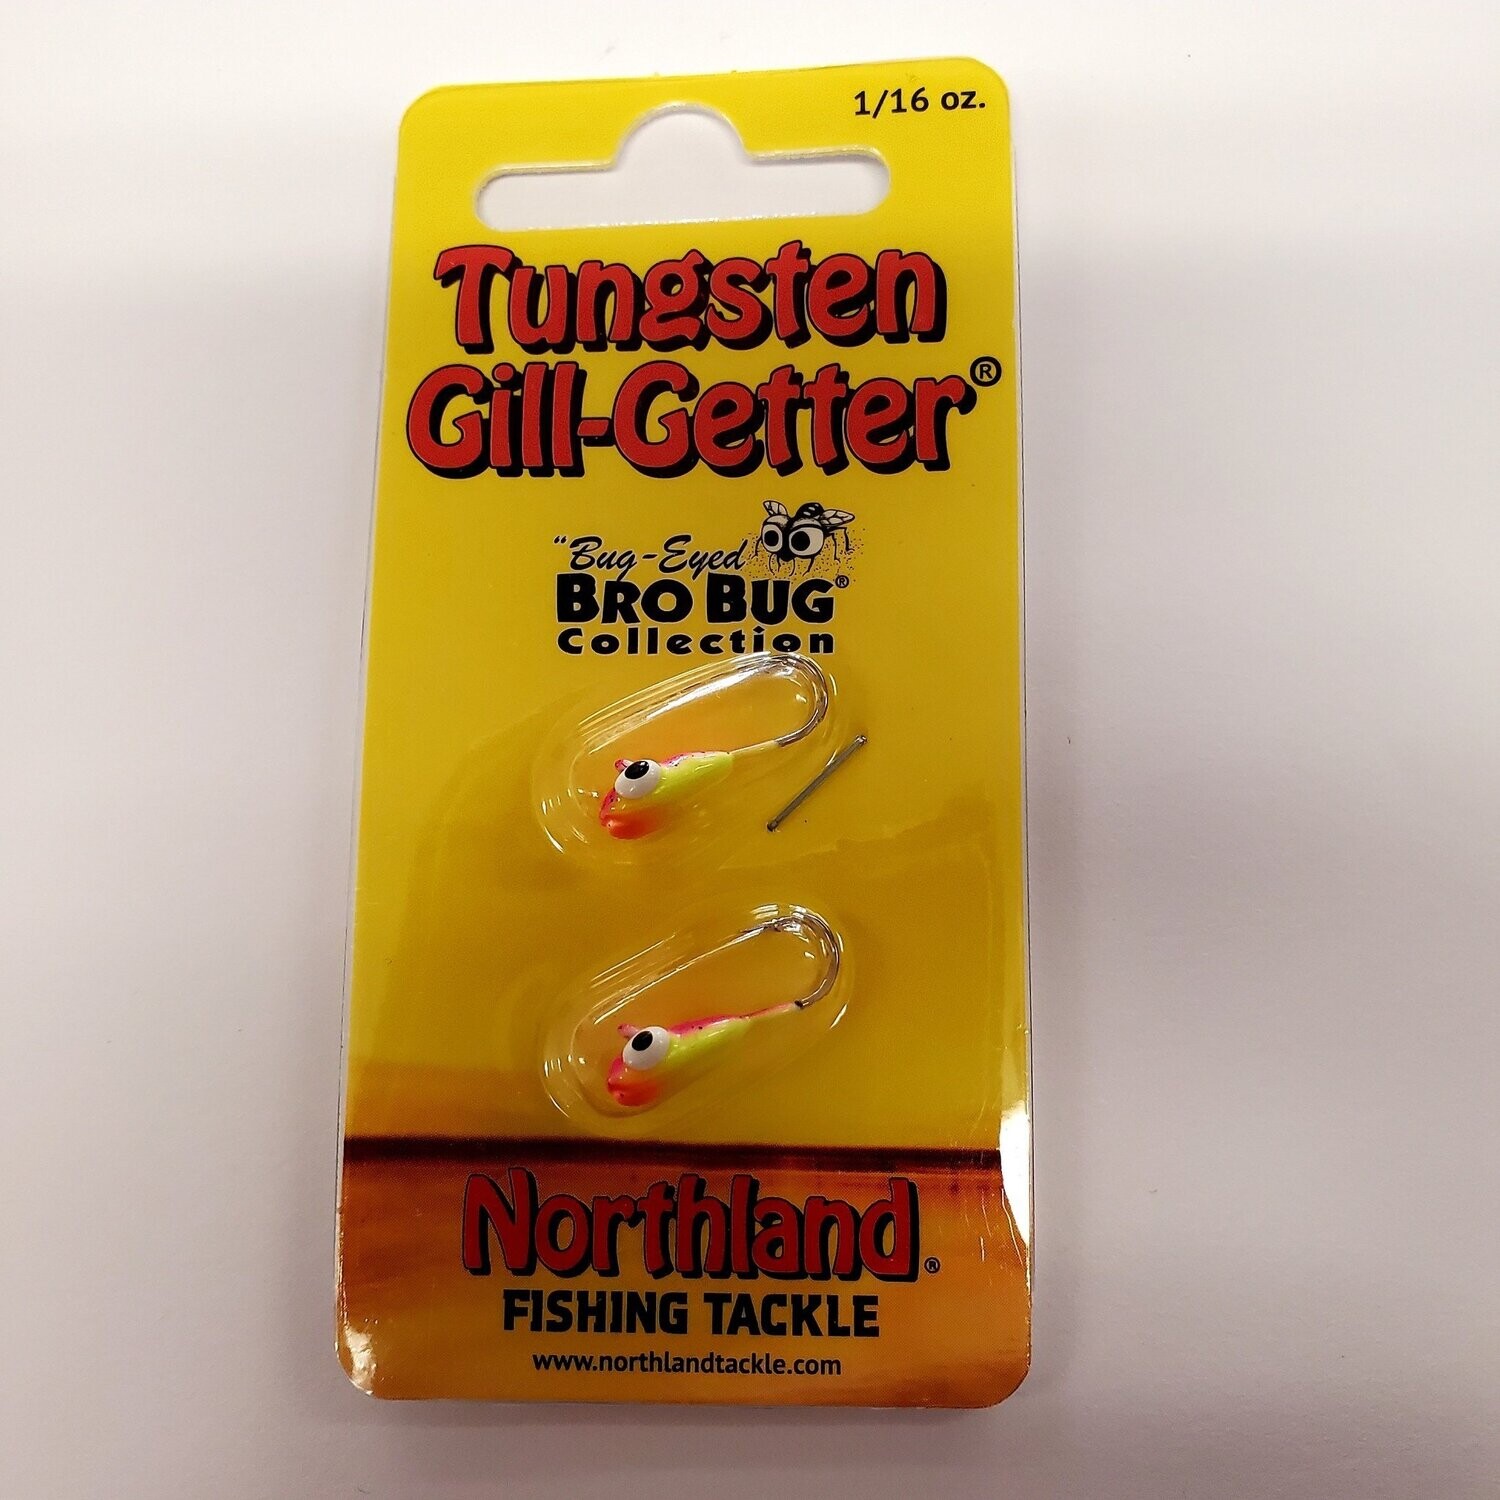 1/16 oz.
Tungsten
Gill-Getter®
"Bug-Eyed
BRO BUG®
Collection
Northland®
FISHING TACKLE
www.northlandtackle.com